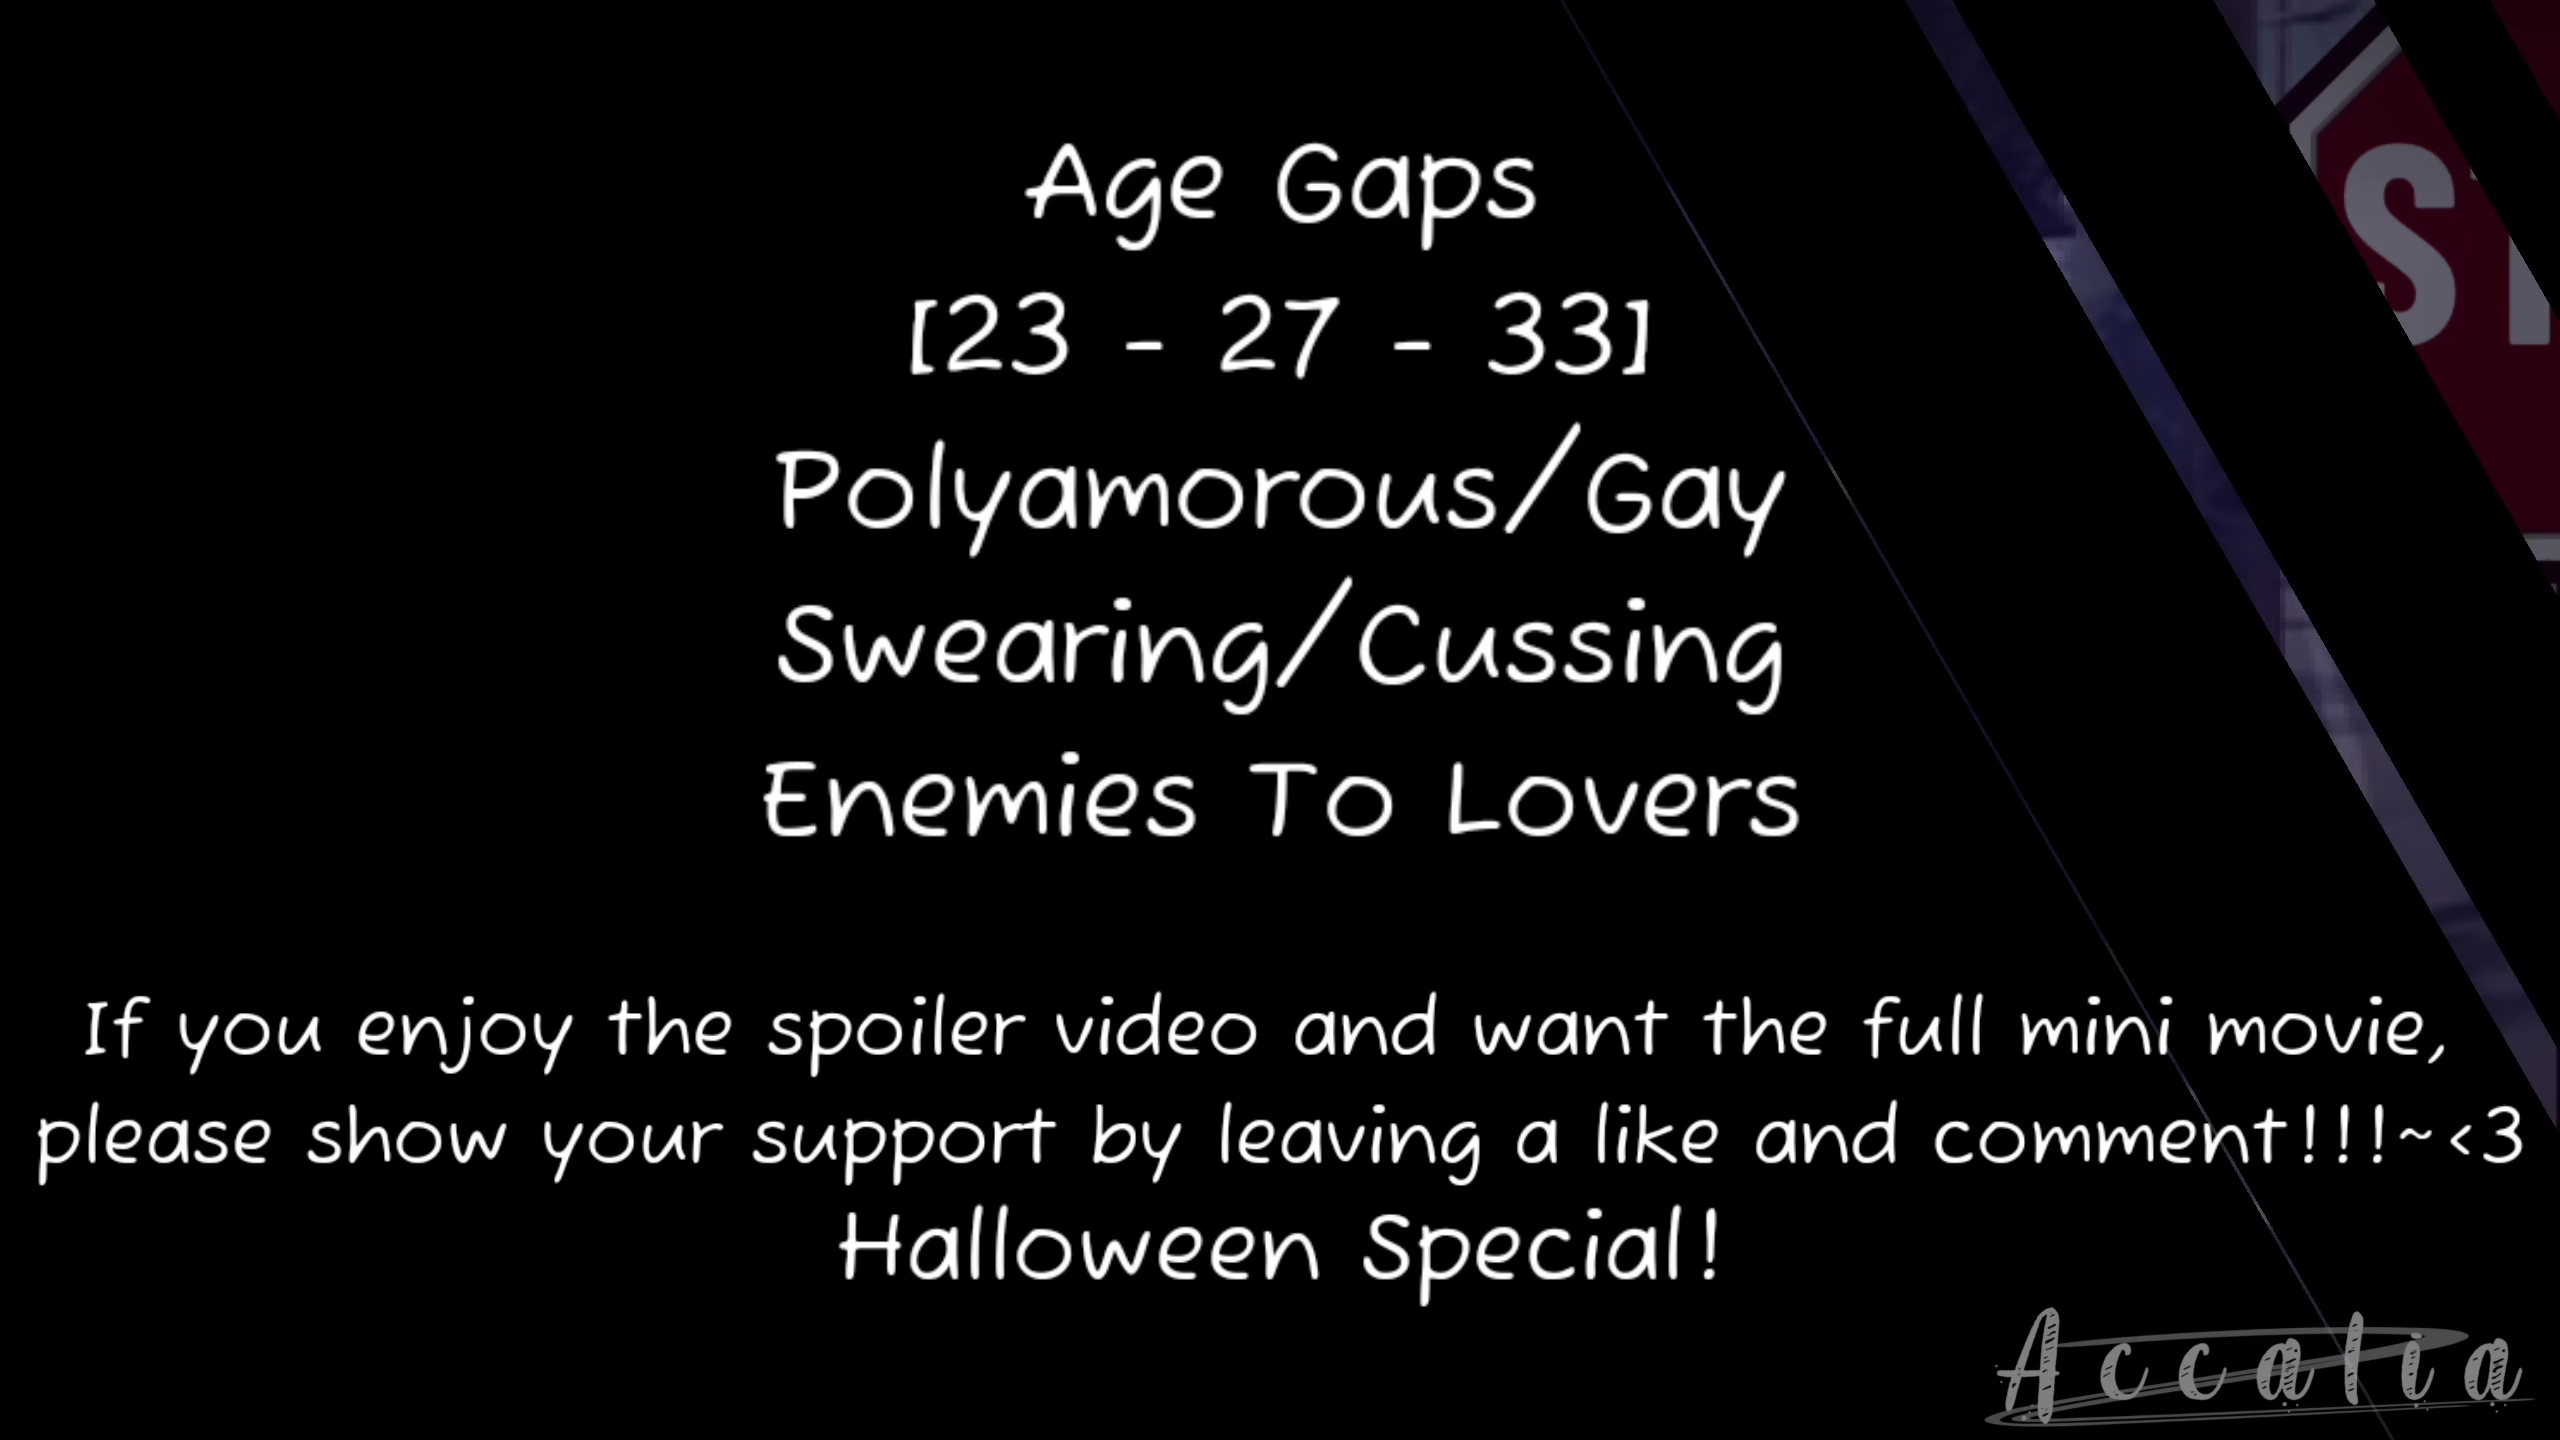 Age Gaps
[23 - 27 - 33]
Polyamorous/Gay
Swearing/Cussing
Enemies To Lovers
If you enjoy the spoiler video and want the full mini movie,
please show your support by leaving a like and comment!!!~<3
Halloween Special!
Accalia